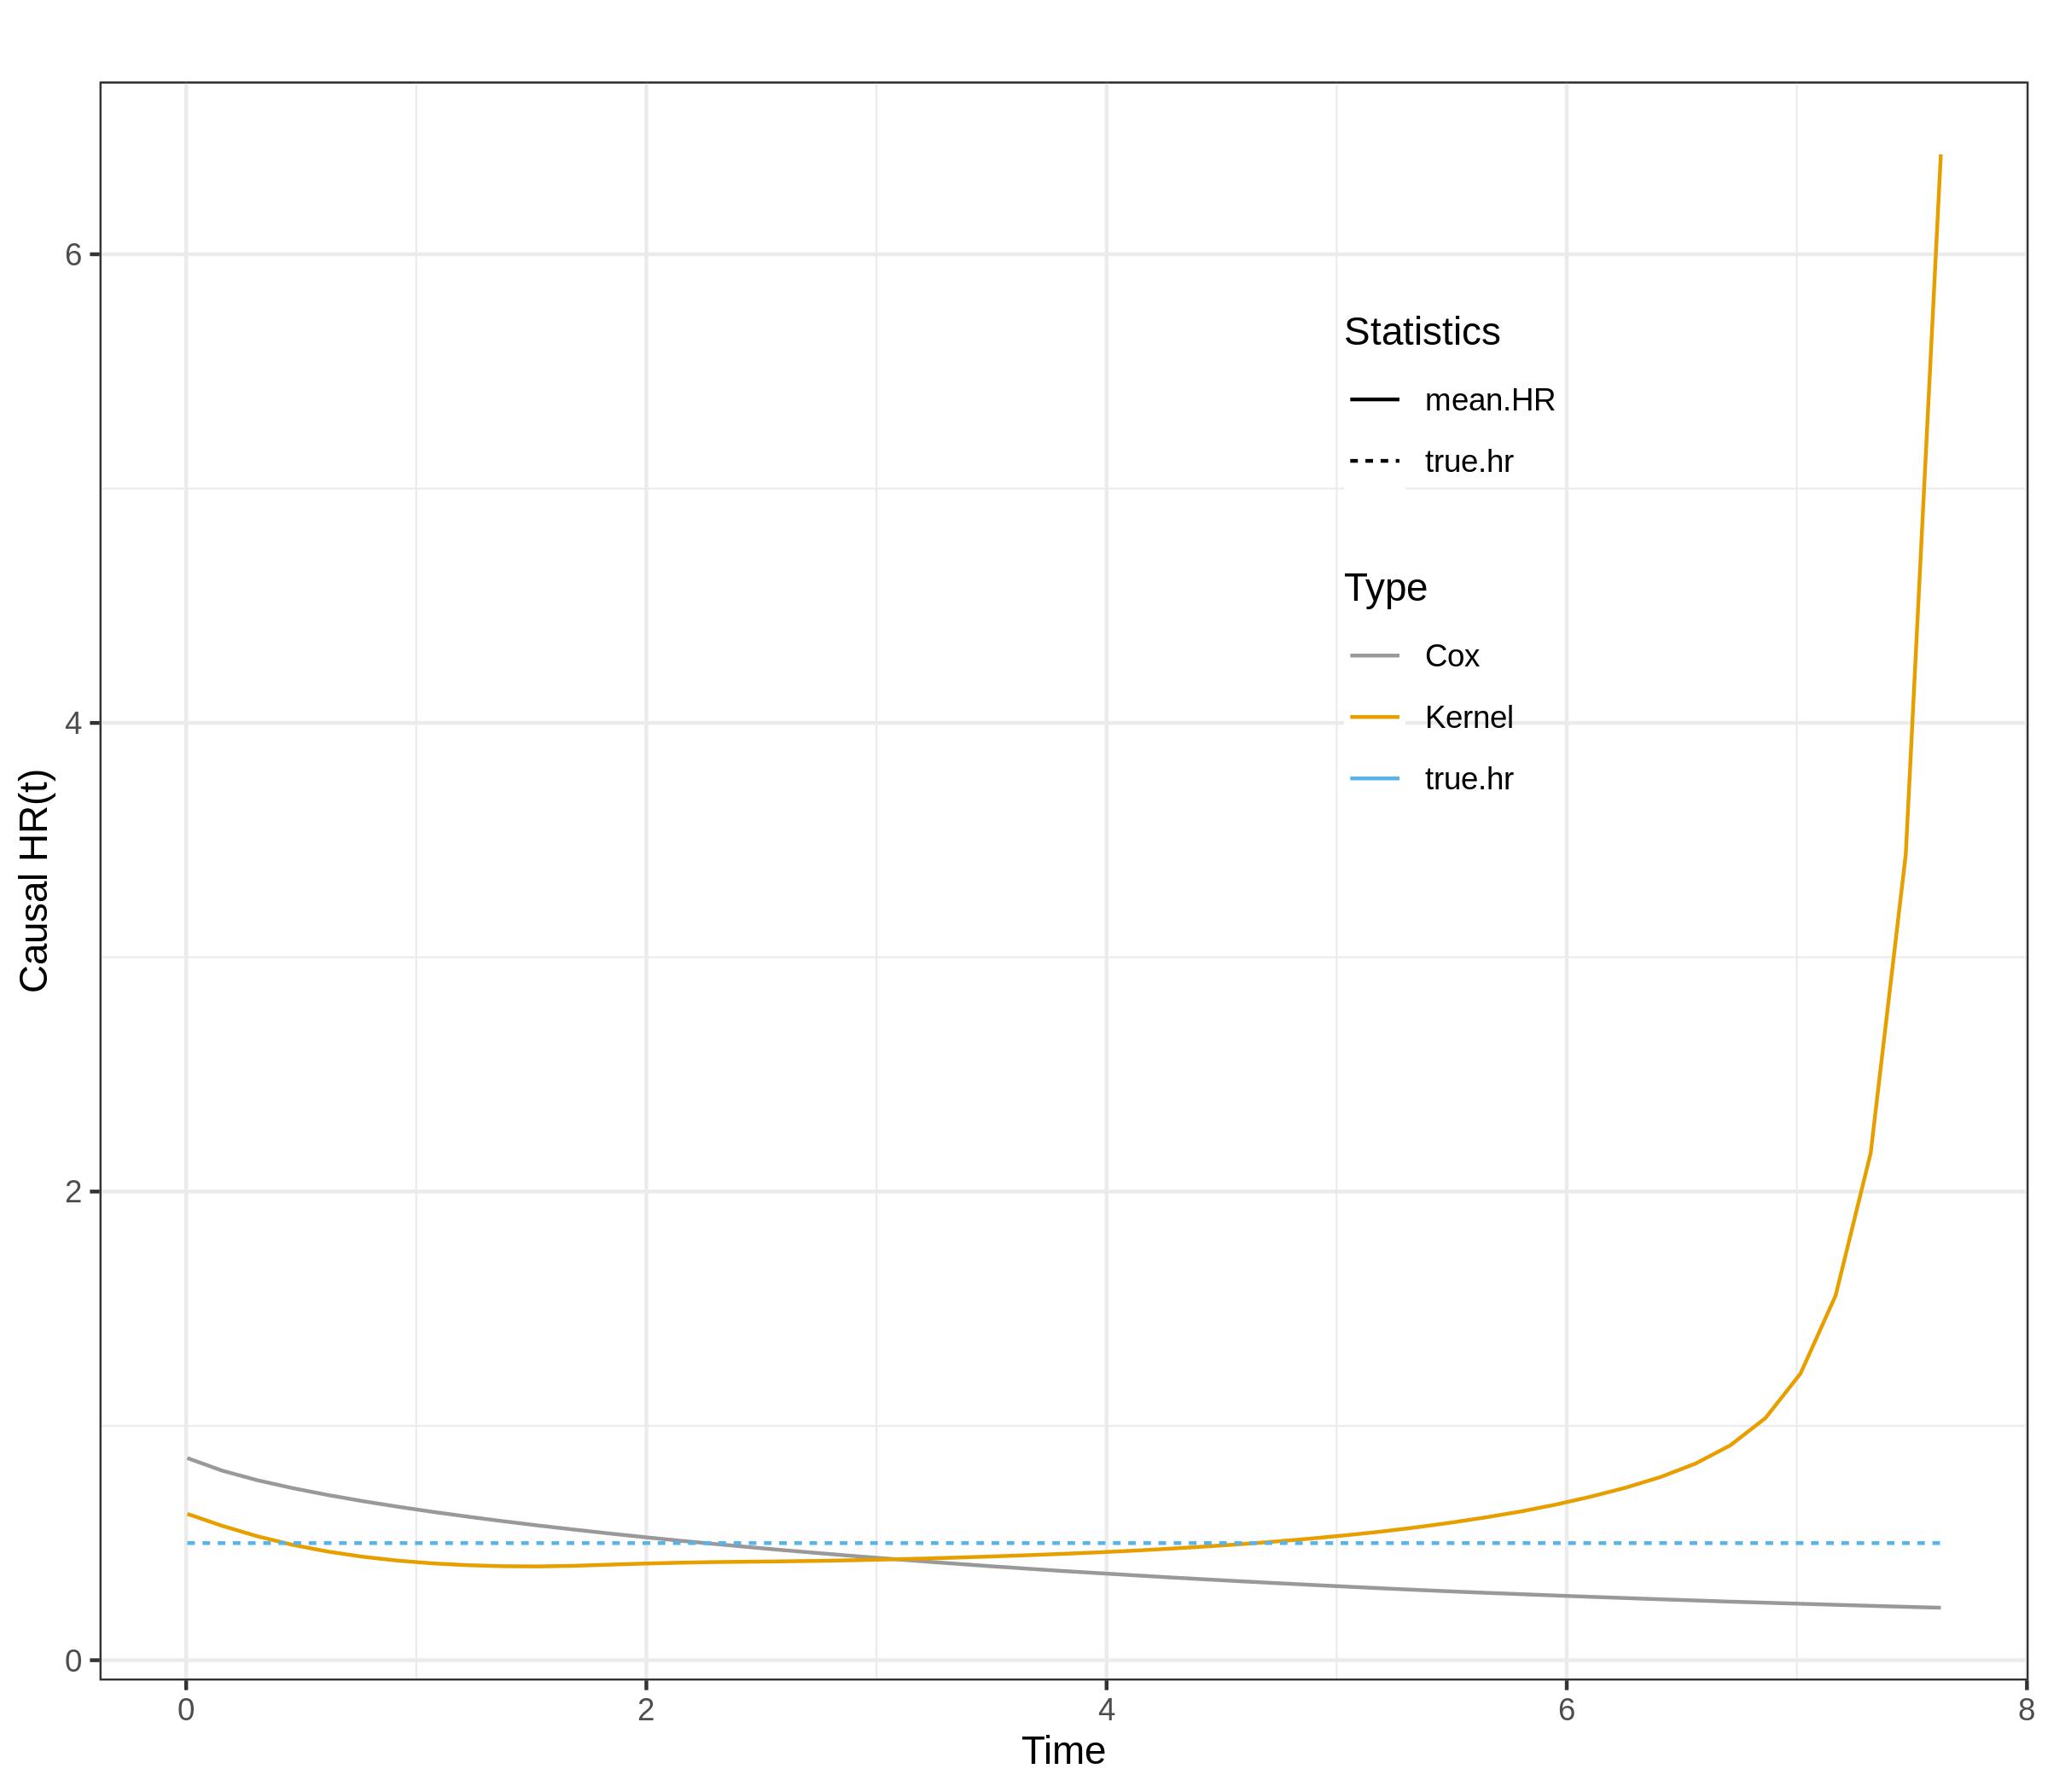 6
4
2
0
Causal HR(t)
Statistics
mean.HR
true.hr
Type
Cox
Kernel
true.hr
0 2 4 6 8
Time